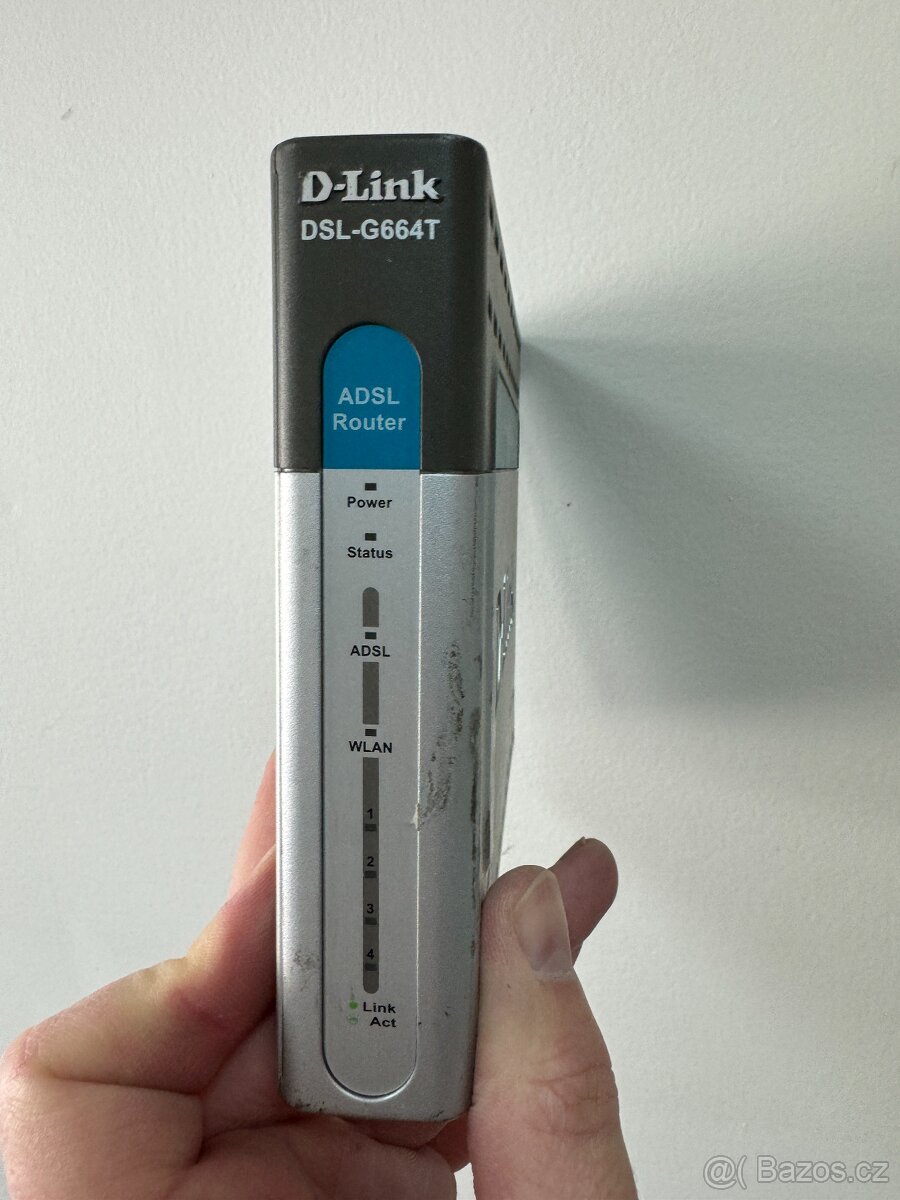 D-Link
DSL-G664T
ADSL
Router
Power
Status
ADSL
WLAN
1
2
3
4
Link
Act
@( Bazos.cz